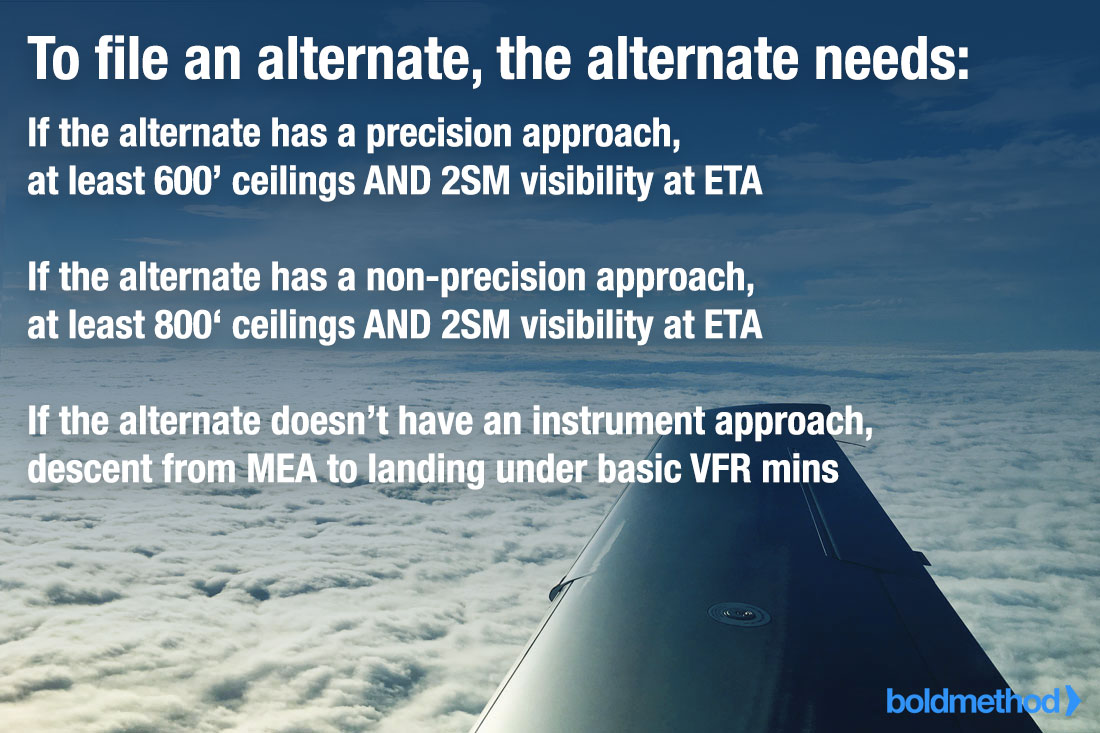 To file an alternate, the alternate needs:
If the alternate has a precision approach,
at least 600’ ceilings AND 2SM visibility at ETA
If the alternate has a non-precision approach,
at least 800‘ ceilings AND 2SM visibility at ETA
If the alternate doesn’t have an instrument approach,
descent from MEA to landing under basic VFR mins
boldmethod